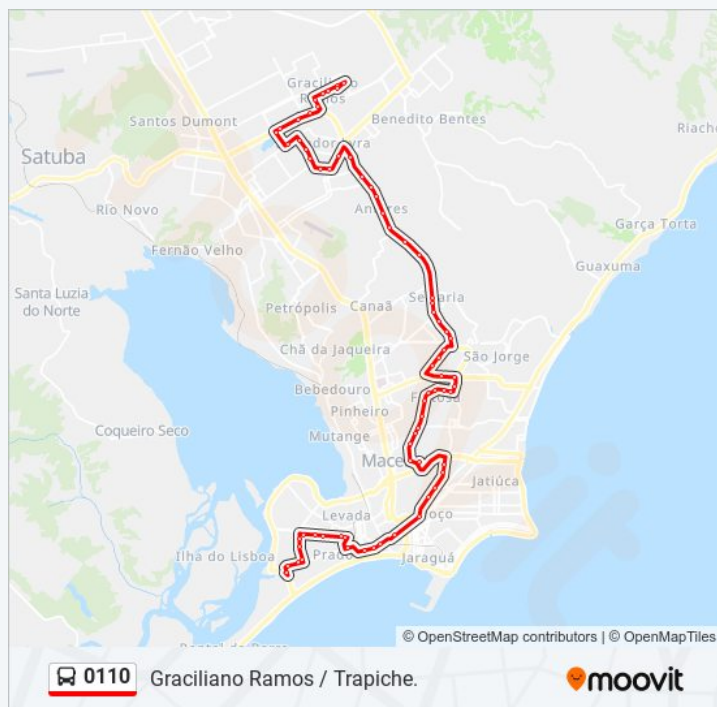 Graciliano
Ramos
Benedito Bentes
Santos Dumont
Riacho
Satuba
Rio Novo
Antares
Garça Torta
Fernão Velho
Guaxuma
Santa Luzia
do Norte
Serraria
Petrópolis
Canaã
Chã da Jaqueira
São Jorge
Bebedouro
Pinheiro
Coqueiro Seco
Mutange
Jatiúca
Levada
Poço
Ilha do Lisboa
Prado
Jaraguá
© OpenStreetMap contributors | © OpenMapTiles
0110
Graciliano Ramos / Trapiche.
moovit